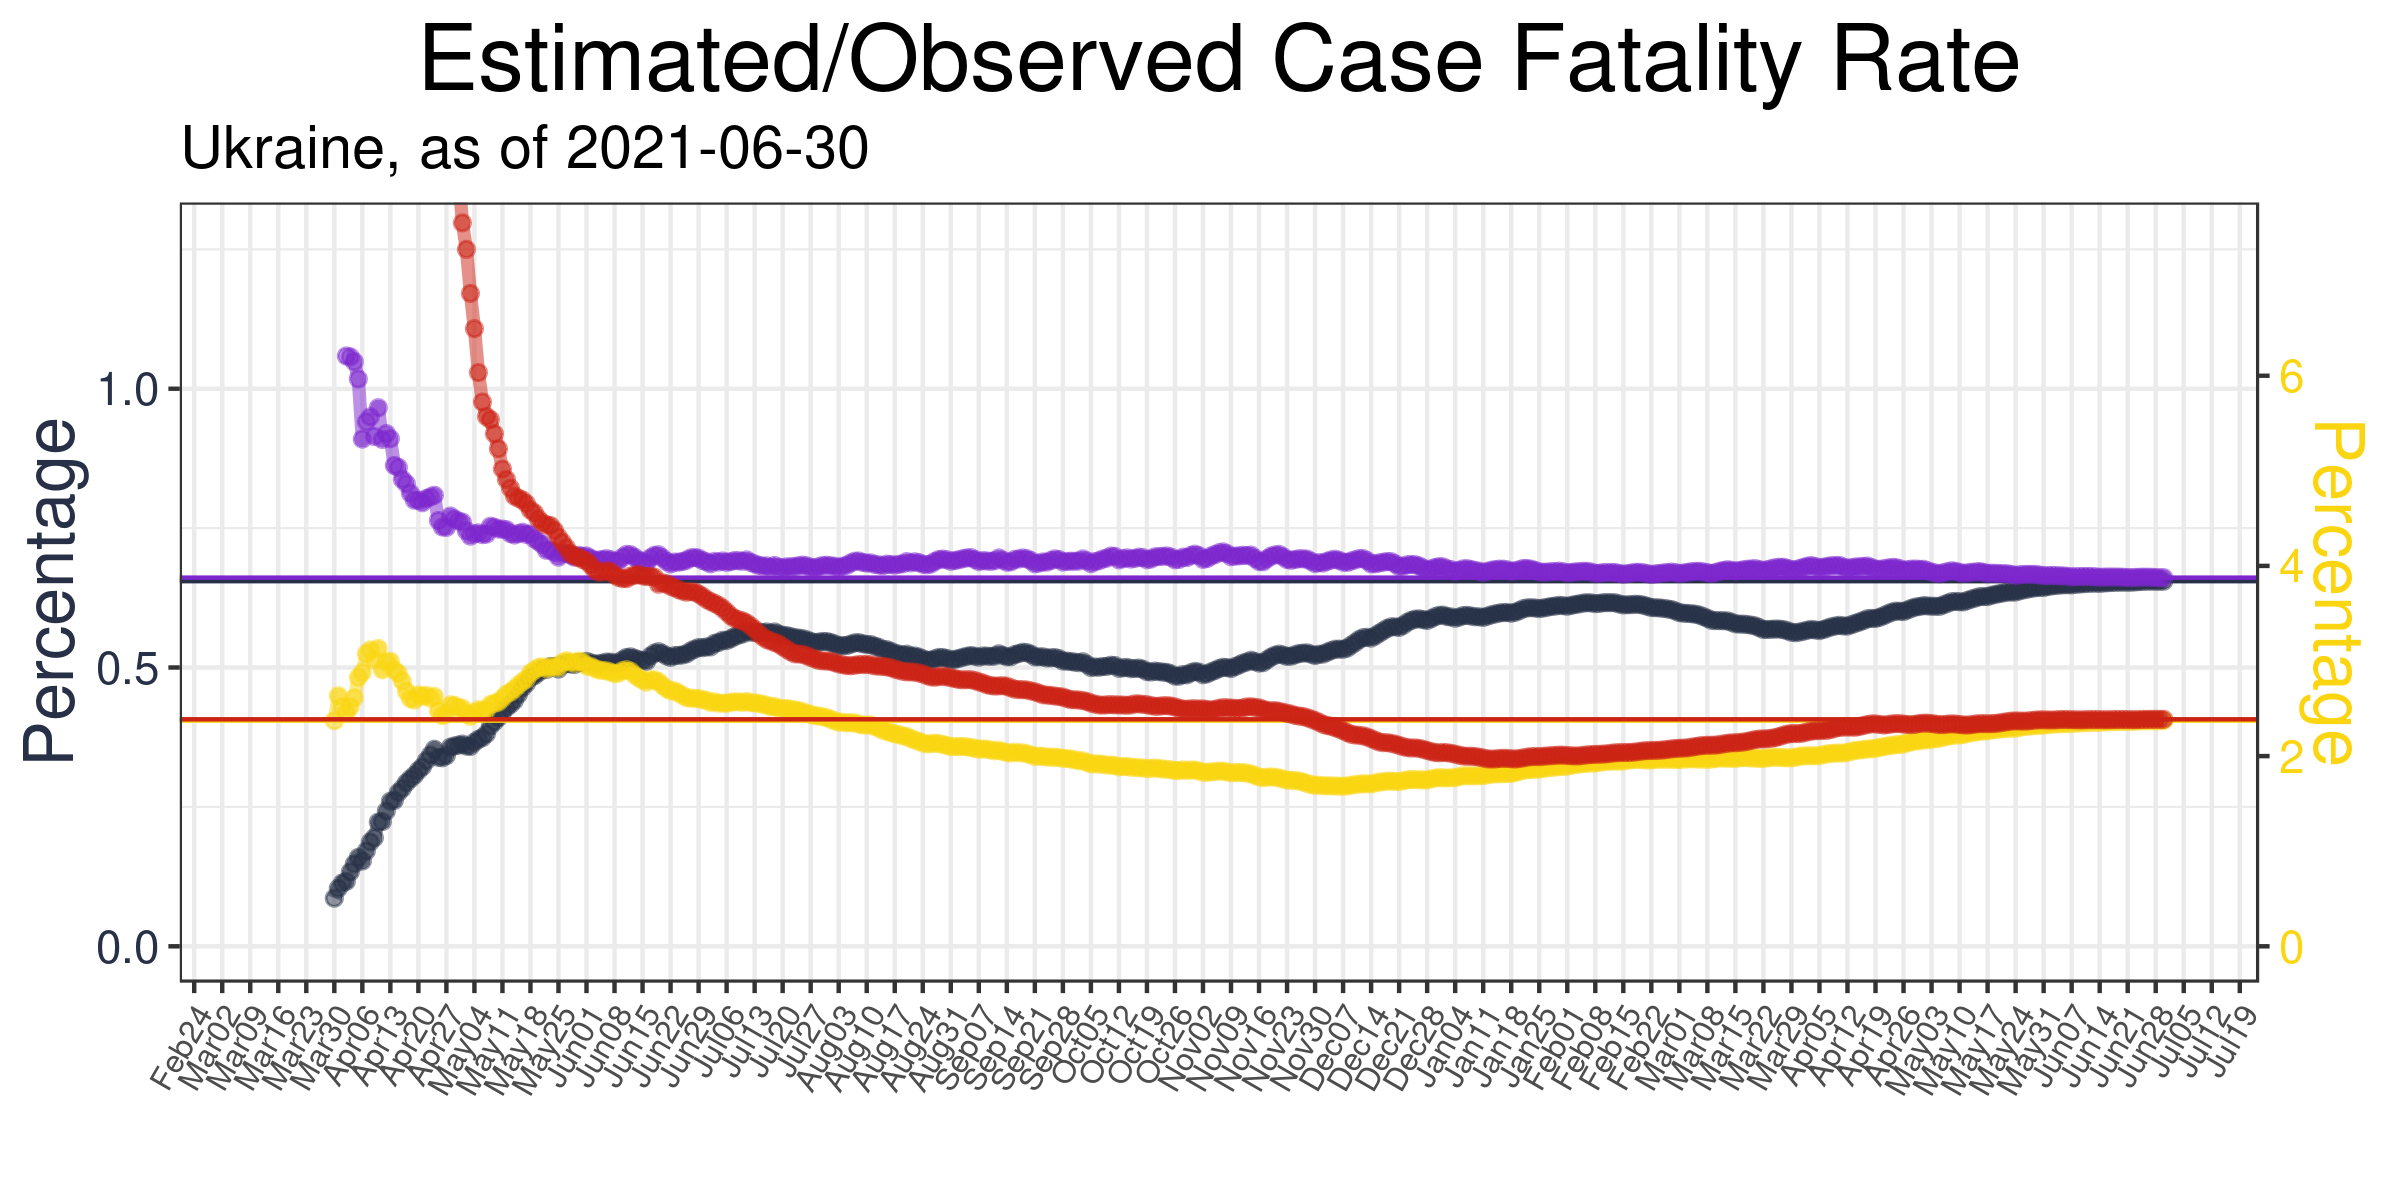 Estimated/Observed Case Fatality Rate
Ukraine, as of 2021-06-30
Percentage
1.0
0.5
0.0
6
4
2
0
Percentage
Feb24
Mar02
Mar09
Mar16
Mar23
Mar30
Apr06
Apr13
Apr20
Apr27
May04
May11
May18
May25
Jun01
Jun08
Jun15
Jun22
Jun29
Jul06
Jul13
Jul20
Jul27
Aug03
Aug10
Aug17
Aug24
Aug31
Sep07
Sep14
Sep21
Sep28
Oct05
Oct12
Oct19
Oct26
Nov02
Nov09
Nov16
Nov23
Nov30
Dec07
Dec14
Dec21
Dec28
Jan04
Jan11
Jan18
Jan25
Feb01
Feb08
Feb15
Feb22
Mar01
Mar08
Mar15
Mar22
Mar29
Apr05
Apr12
Apr19
Apr26
May03
May10
May17
May24
May31
Jun07
Jun14
Jun21
Jun28
Jul05
Jul12
Jul19